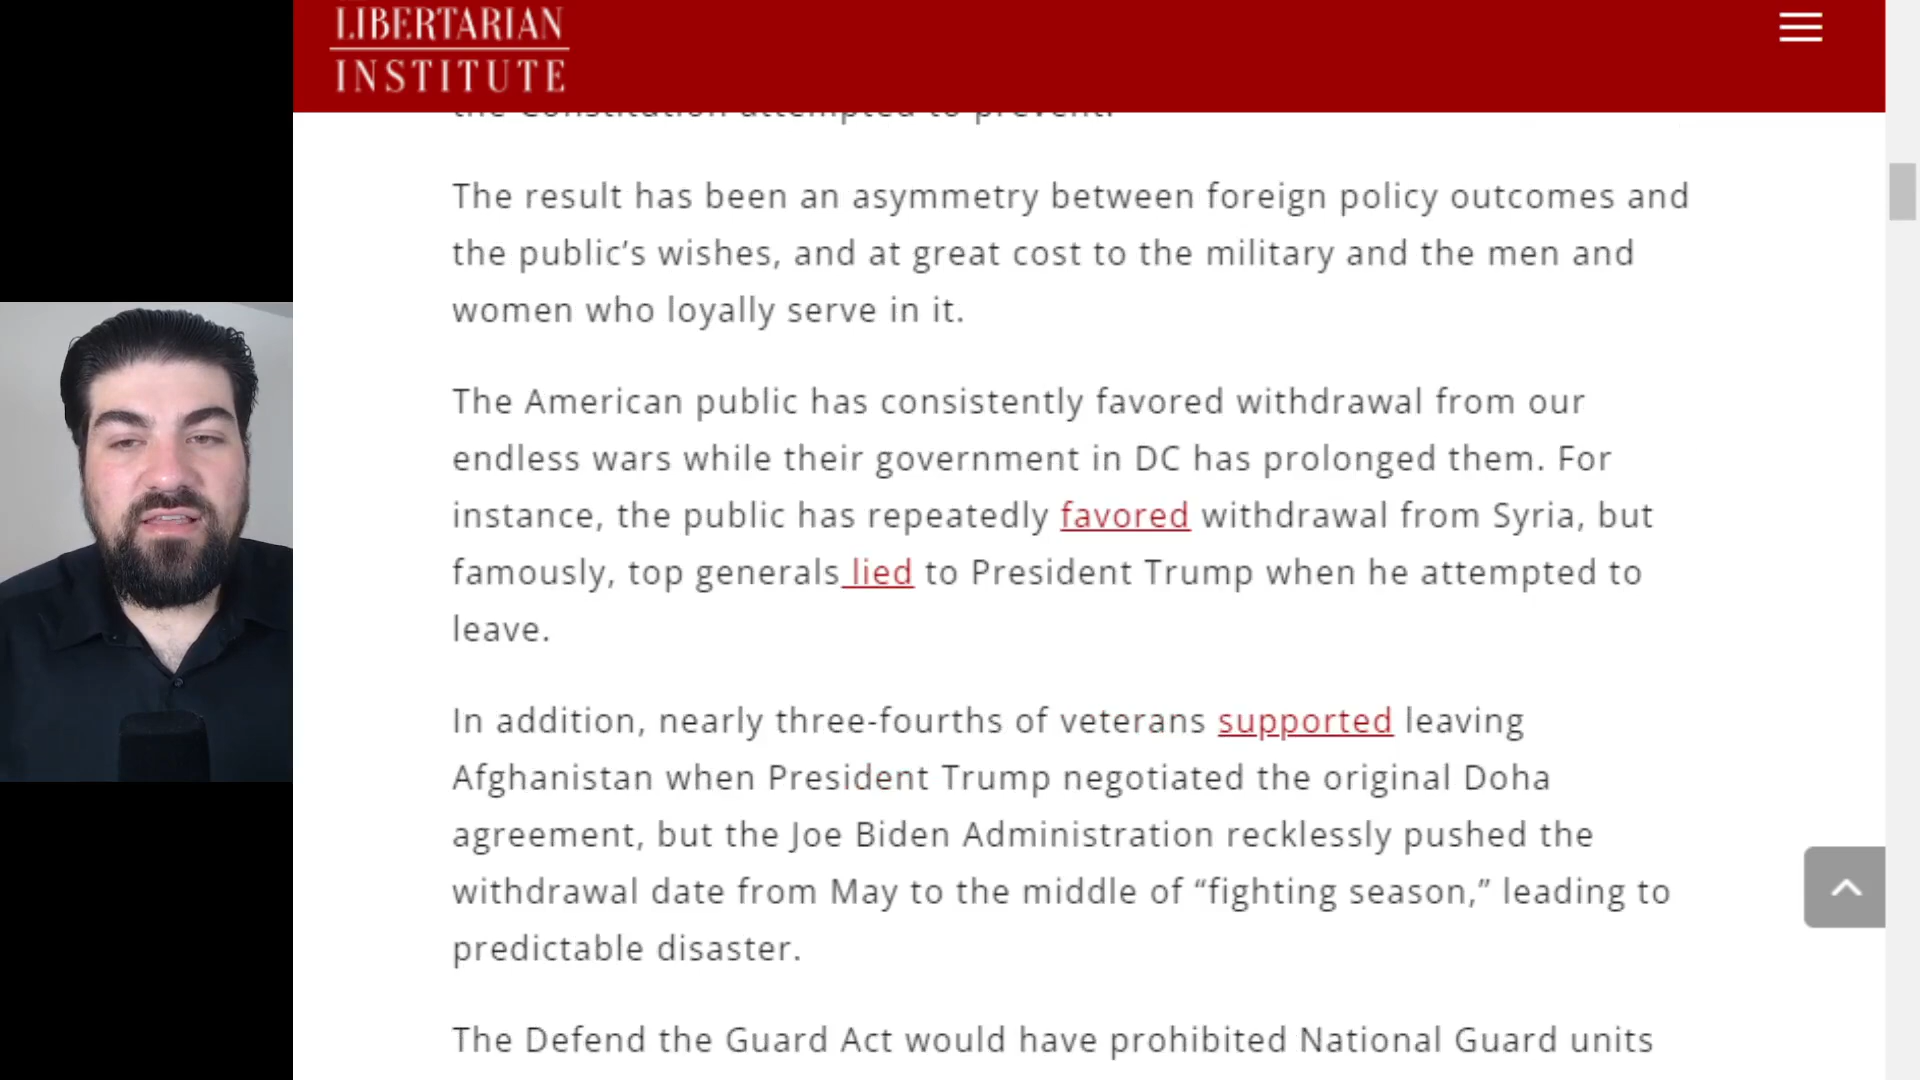 LIBERTARIAN
INSTITUTE
the Constitution attempted to prevent.
The result has been an asymmetry between foreign policy outcomes and
the public’s wishes, and at great cost to the military and the men and
women who loyally serve in it.
The American public has consistently favored withdrawal from our
endless wars while their government in DC has prolonged them. For
instance, the public has repeatedly favored withdrawal from Syria, but
famously, top generals lied to President Trump when he attempted to
leave.
In addition, nearly three-fourths of veterans supported leaving
Afghanistan when President Trump negotiated the original Doha
agreement, but the Joe Biden Administration recklessly pushed the
withdrawal date from May to the middle of “fighting season,” leading to
predictable disaster.
The Defend the Guard Act would have prohibited National Guard units